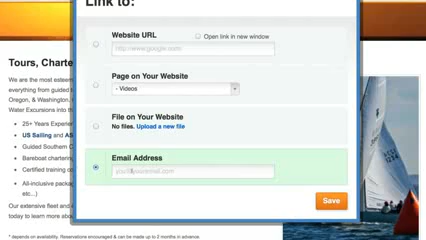 Link to:
Website URL
Open link in new window
http://www.google.com/
Page on Your Website
- Videos
File on Your Website
No files. Upload a new file
Email Address
you@youremail.com
Save
Tours, Charte
We are the most esteem
everything from guided t
Oregon, & Washington,
Water Excursions into th
• 25+ Years Experien
• US Sailing and AS
• Guided Southern C
• Bareboat charterin
• Certified training co
• All-inclusive packag
etc...)
Our extensive fleet and
today to learn more abou
* depends on availability. Reservations encouraged & can be made up to 2 months in advance.